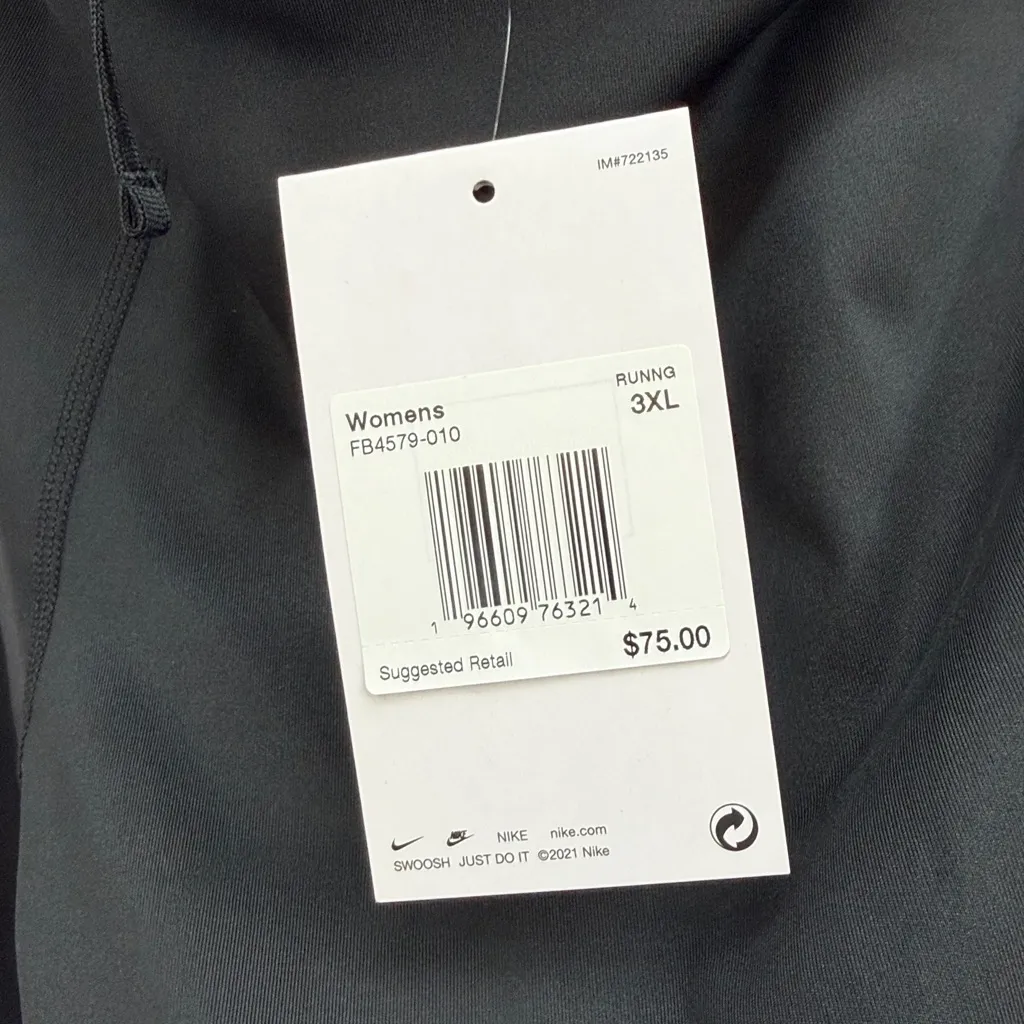 IM#722135
RUNNG
Womens 3XL
FB4579-010
1 96609 76321 4
Suggested Retail $75.00
NIKE nike.com
SWOOSH JUST DO IT ©2021 Nike